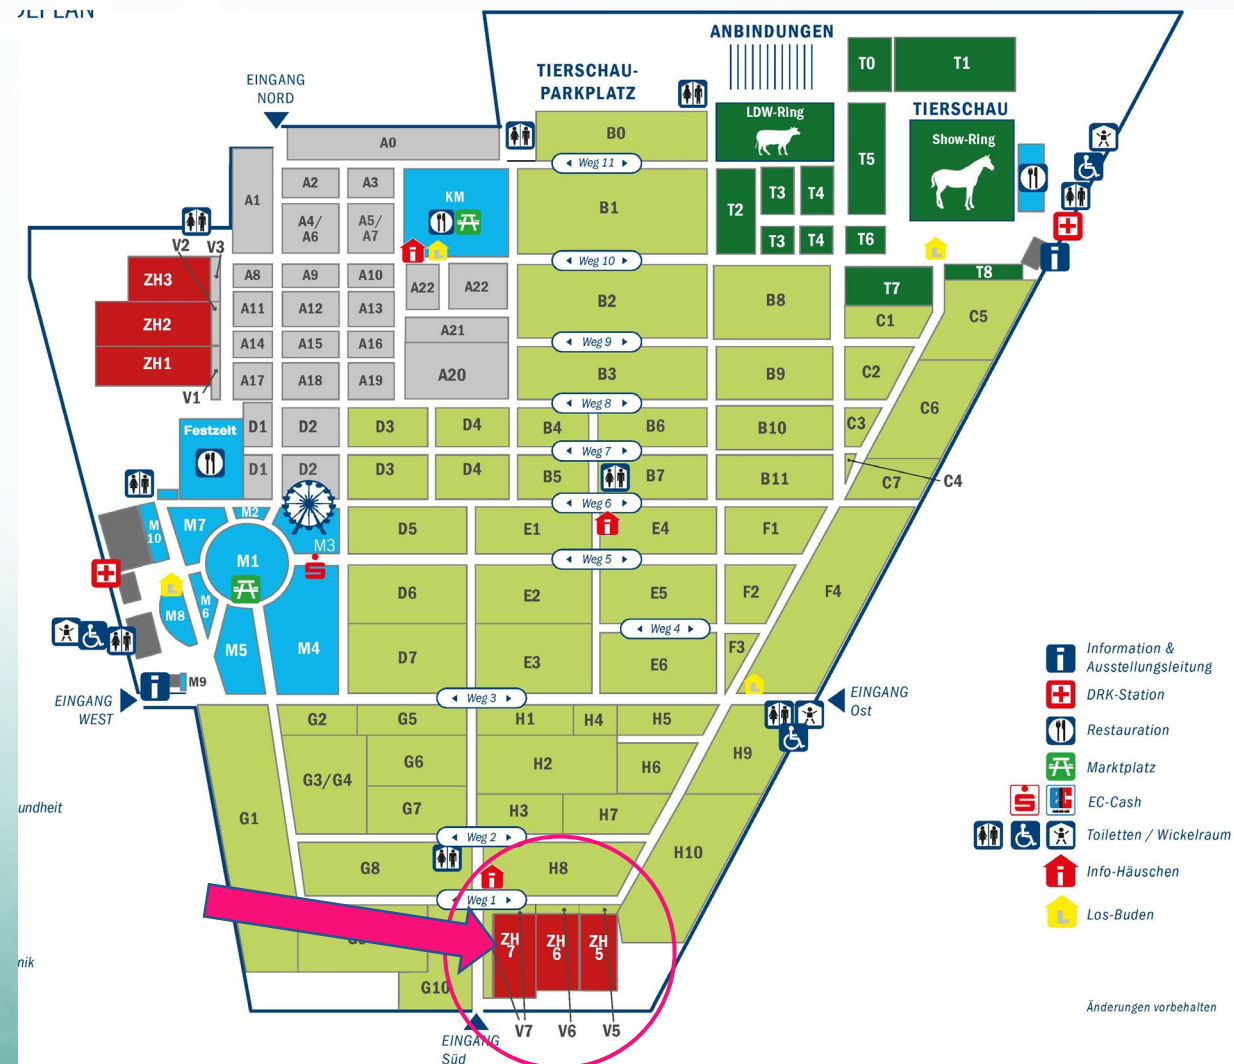 EINGANG
NORD
TIERSCHAU-
PARKPLATZ
ANBINDUNGEN
T0
T1
LDW-Ring
TIERSCHAU
Show-Ring
A0
B0
Weg 11
T5
A1
A2
A3
KM
B1
T2
T3
T4
A4/
A6
A5/
A7
T3
T4
T6
V2
V3
L
L
Weg 10
ZH3
A8
A9
A10
A22
A22
B2
B8
T7
T8
C1
C5
ZH2
A11
A12
A13
A21
Weg 9
ZH1
A14
A15
A16
A20
B3
B9
C2
V1
A17
A18
A19
Weg 8
C6
Festzelt
D1
D2
D3
D4
B4
B6
B10
C3
Weg 7
D1
D2
D3
D4
B5
B7
B11
C7
C4
Weg 6
M
10
M7
M2
M3
D5
E1
E4
F1
Weg 5
M1
L
M8
M
6
D6
E2
E5
F2
F4
Weg 4
M5
M4
D7
E3
E6
F3
M9
L
EINGANG
WEST
Weg 3
EINGANG
Ost
G2
G5
H1
H4
H5
G3/G4
G6
H2
H6
H9
G1
G7
H3
H7
Weg 2
G8
H8
H10
Weg 1
ZH
7
ZH
6
ZH
5
G10
V7
V6
V5
EINGANG
Süd
undheit
nik
Information &
Ausstellungsleitung
DRK-Station
Restauration
Marktplatz
EC-Cash
Toiletten / Wickelraum
Info-Häuschen
L
Los-Buden
Änderungen vorbehalten